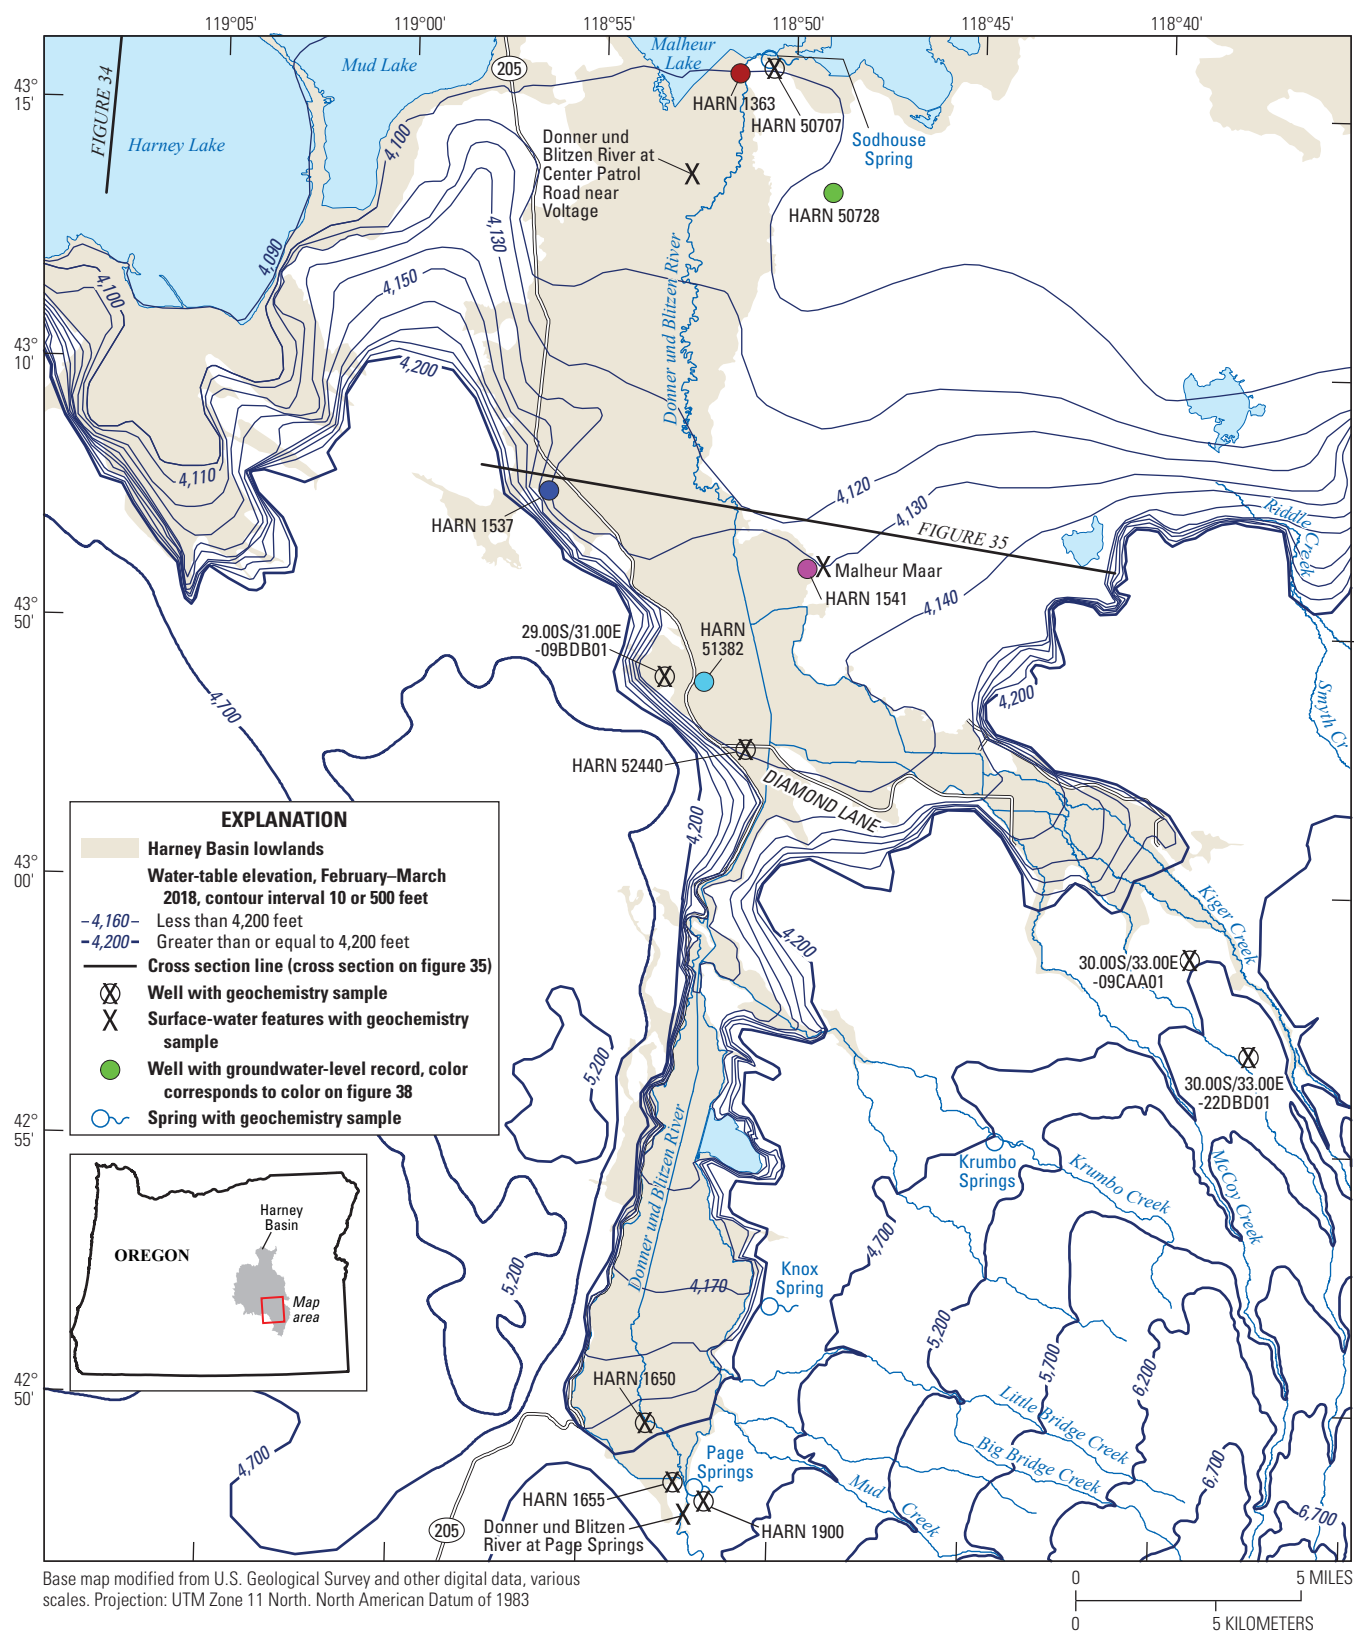 119°05'
119°00'
118°55'
118°50'
118°45'
118°40'
43°
15'
43°
10'
43°
50'
43°
00'
42°
55'
42°
50'
FIGURE 34
Harney Lake
Mud Lake
205
Malheur
Lake
HARN 1363
HARN 50707
Sodhouse
Spring
Donner und
Blitzen River at
Center Patrol
Road near
Voltage
HARN 50728
4,100
4,090
4,130
4,150
4,100
4,200
4,110
Donner und Blitzen River
4,120
4,130
FIGURE 35
HARN 1537
Malheur Maar
HARN 1541
4,140
Riddle
Creek
29.00S/31.00E
-09BDB01
HARN
51382
4,200
Smyth Cr
4,700
HARN 52440
DIAMOND LANE
4,200
4,200
Kiger Creek
30.00S/33.00E
-09CAA01
30.00S/33.00E
-22DBD01
EXPLANATION
Harney Basin lowlands
Water-table elevation, February–March
2018, contour interval 10 or 500 feet
4,160 Less than 4,200 feet
4,200 Greater than or equal to 4,200 feet
Cross section line (cross section on figure 35)
Well with geochemistry sample
Surface-water features with geochemistry
sample
Well with groundwater-level record, color
corresponds to color on figure 38
Spring with geochemistry sample
5,200
Donner und Blitzen River
Krumbo
Springs
Krumbo Creek
McCoy Creek
Harney
Basin
OREGON
Map
area
5,200
4,700
Knox
Spring
4,170
5,200
5,700
6,200
HARN 1650
Little Bridge Creek
Big Bridge Creek
4,700
Page
Springs
Mud Creek
6,700
6,700
HARN 1655
HARN 1900
205
Donner und Blitzen
River at Page Springs
Base map modified from U.S. Geological Survey and other digital data, various
scales. Projection: UTM Zone 11 North. North American Datum of 1983
0 5 MILES
0 5 KILOMETERS